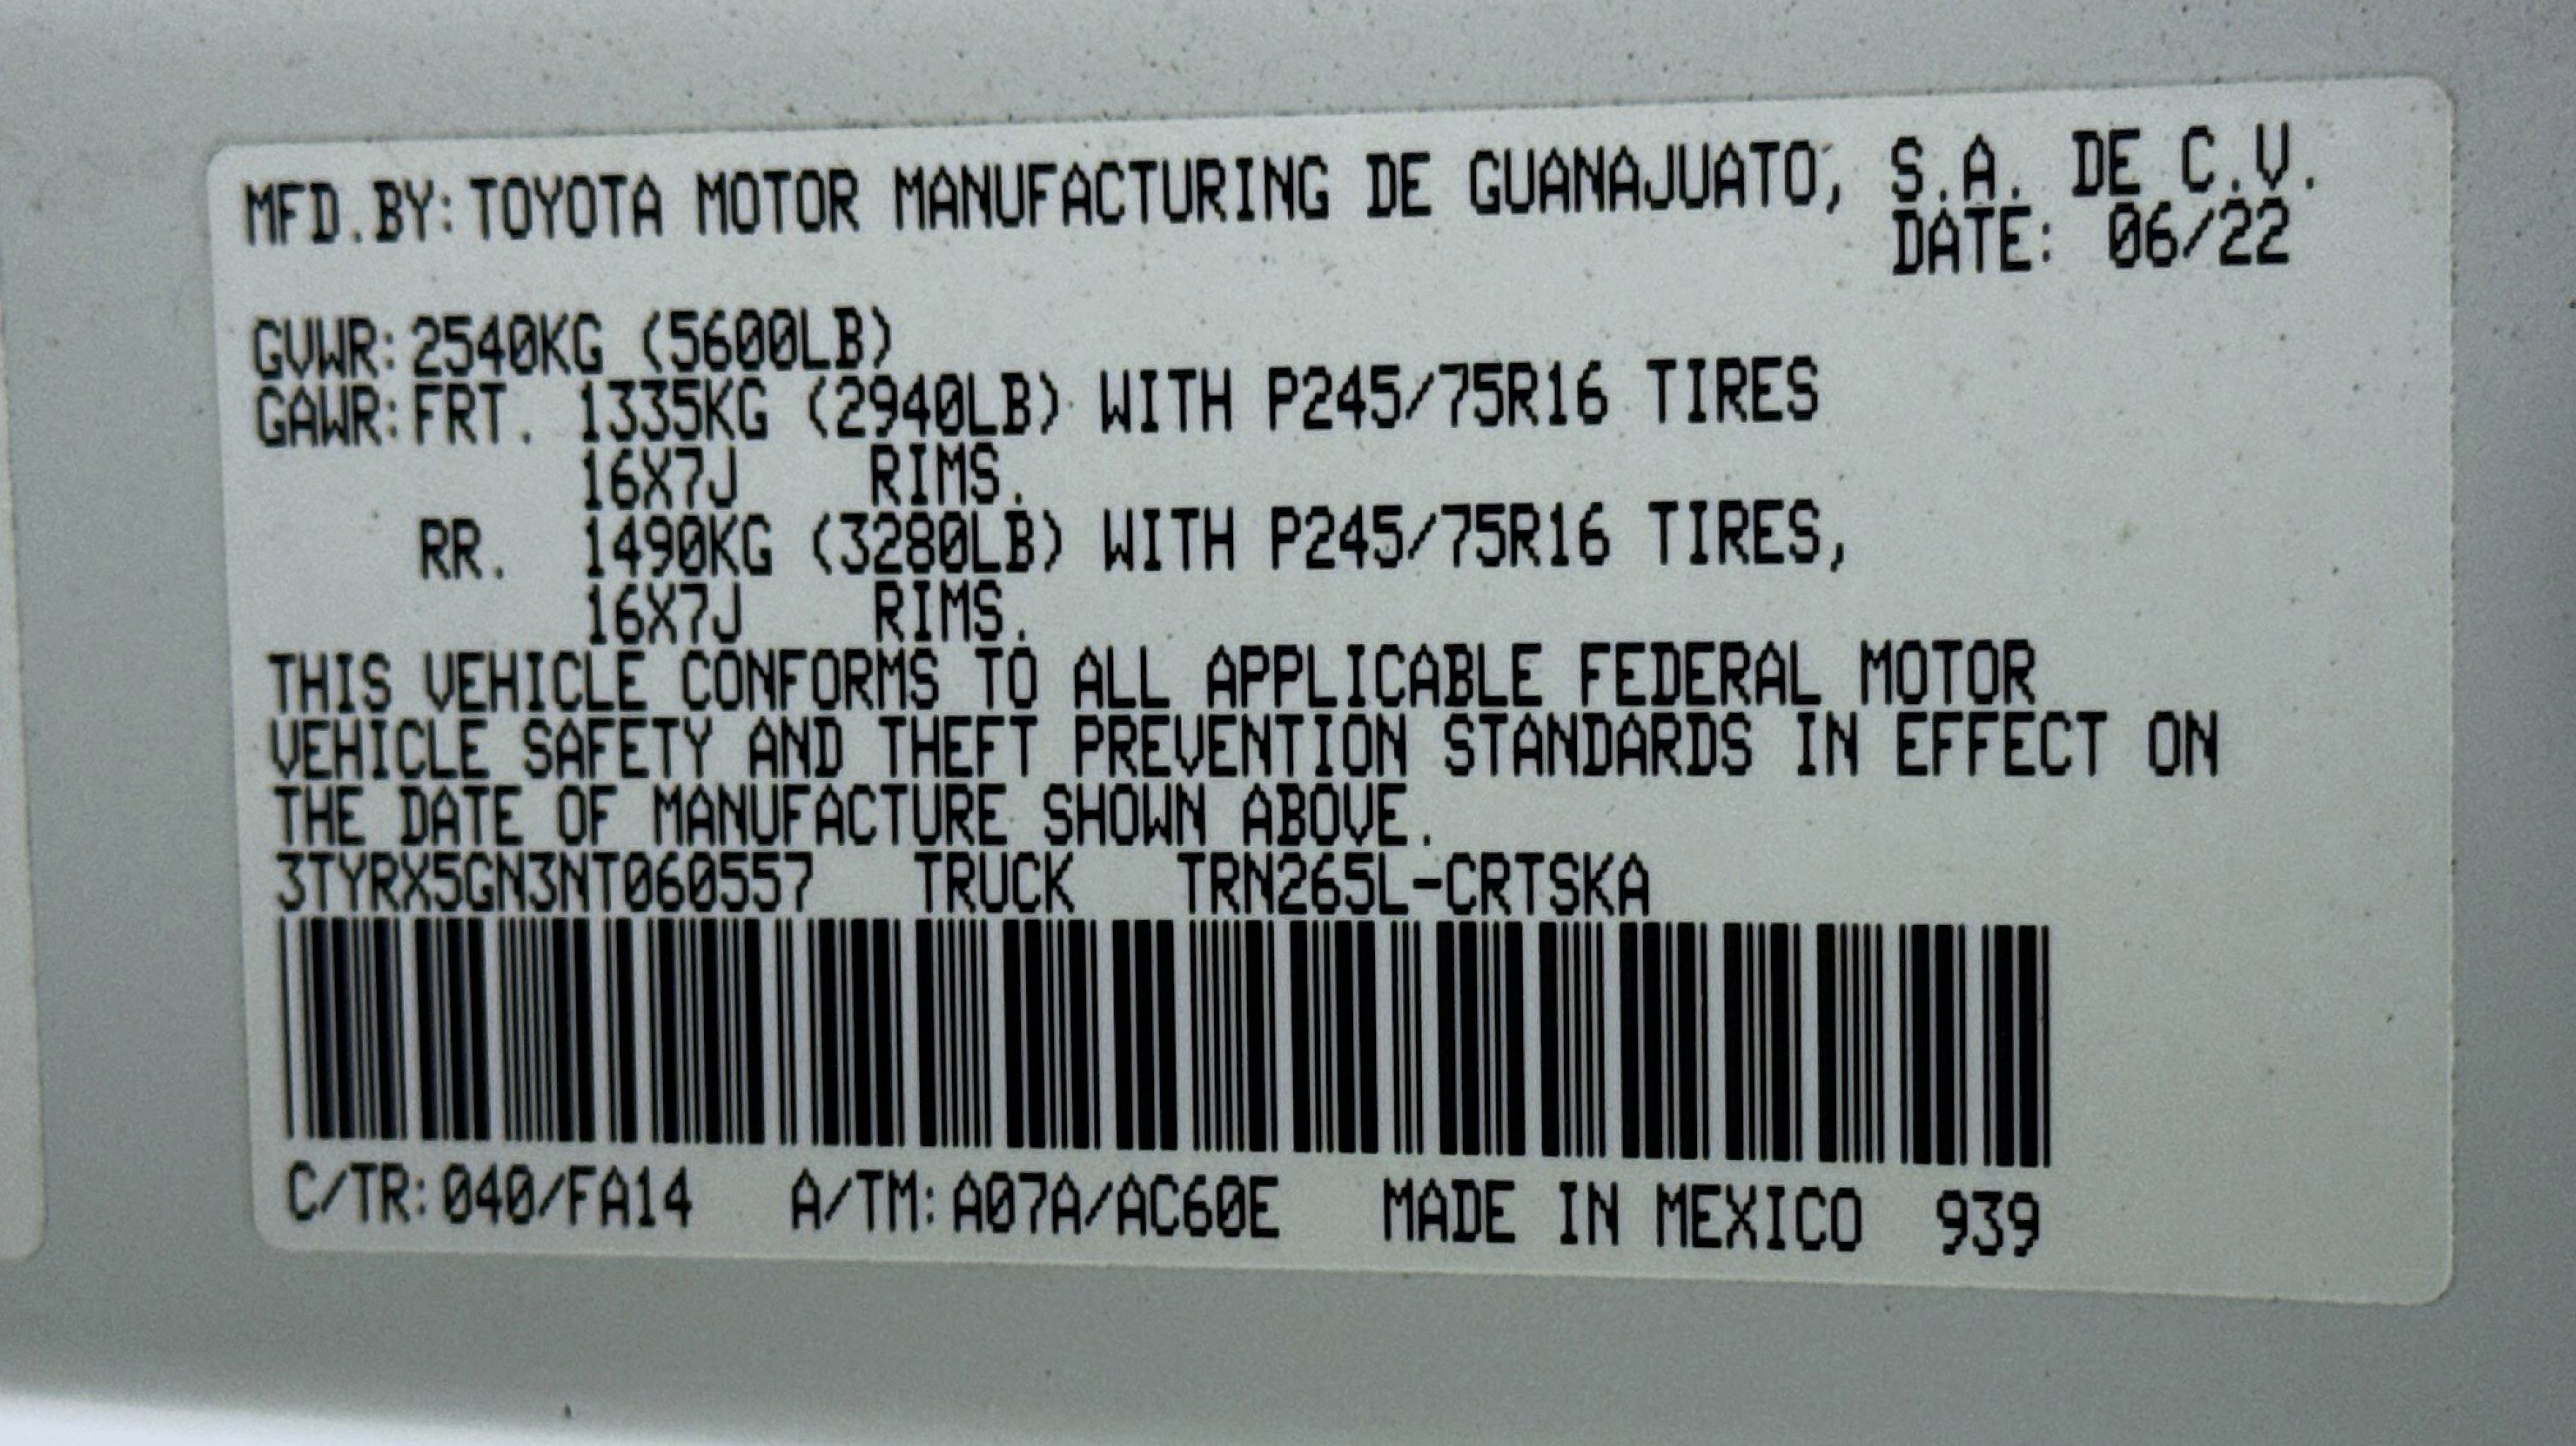 MFD.BY:TOYOTA MOTOR MANUFACTURING DE GUANAJUATO, S.A. DE C.V.
DATE: 06/22
GVWR:2540KG (5600LB)
GAWR:FRT. 1335KG (2940LB) WITH P245/75R16 TIRES
16X7J RIMS.
RR. 1490KG (3280LB) WITH P245/75R16 TIRES,
16X7J RIMS.
THIS VEHICLE CONFORMS TO ALL APPLICABLE FEDERAL MOTOR
VEHICLE SAFETY AND THEFT PREVENTION STANDARDS IN EFFECT ON
THE DATE OF MANUFACTURE SHOWN ABOVE.
3TYRX5GN3NT060557 TRUCK TRN265L-CRTSKA
C/TR:040/FA14 A/TM:A07A/AC60E MADE IN MEXICO 939